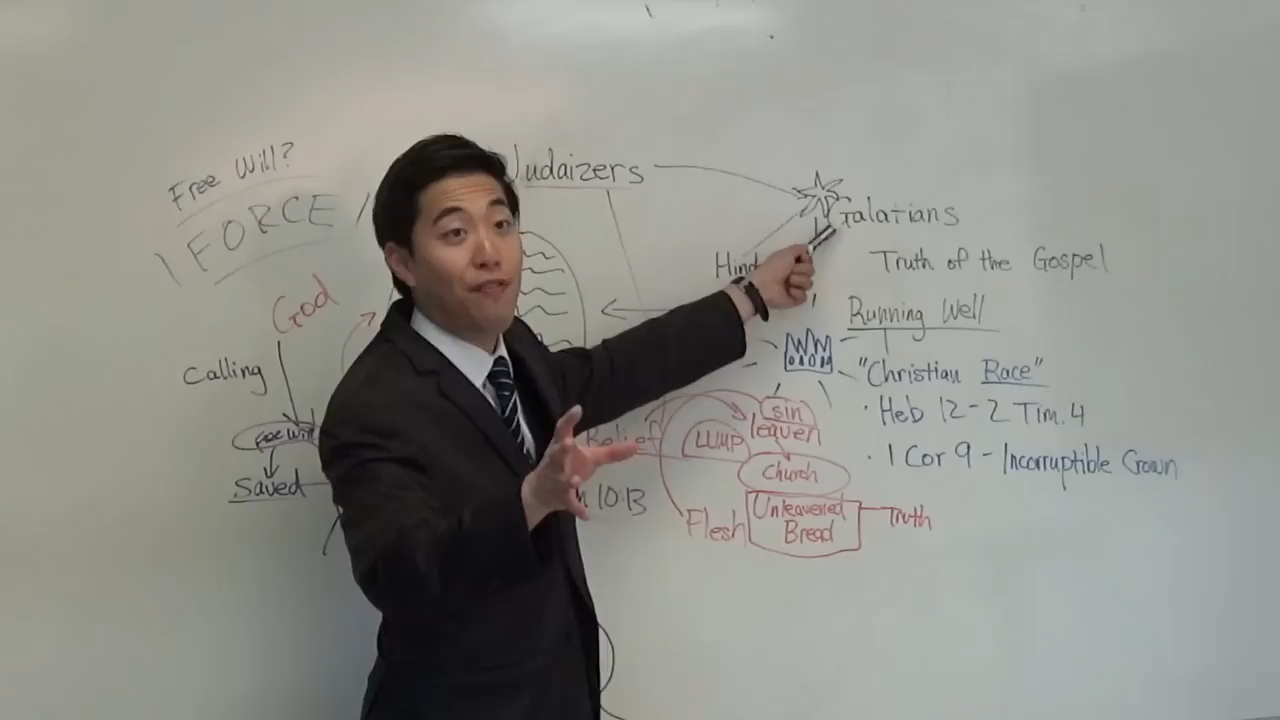 Free Will?
FORCE
God
Calling
Free Will
Saved
Judaizers
Galatians
Truth of the Gospel
Running Well
"Christian Race"
· Heb 12-2 Tim. 4
· 1 Cor 9 - Incorruptible Crown
sin
leaven
LUMP
Church
Unleavened
Bread
Truth
Flesh
Belief
10:13